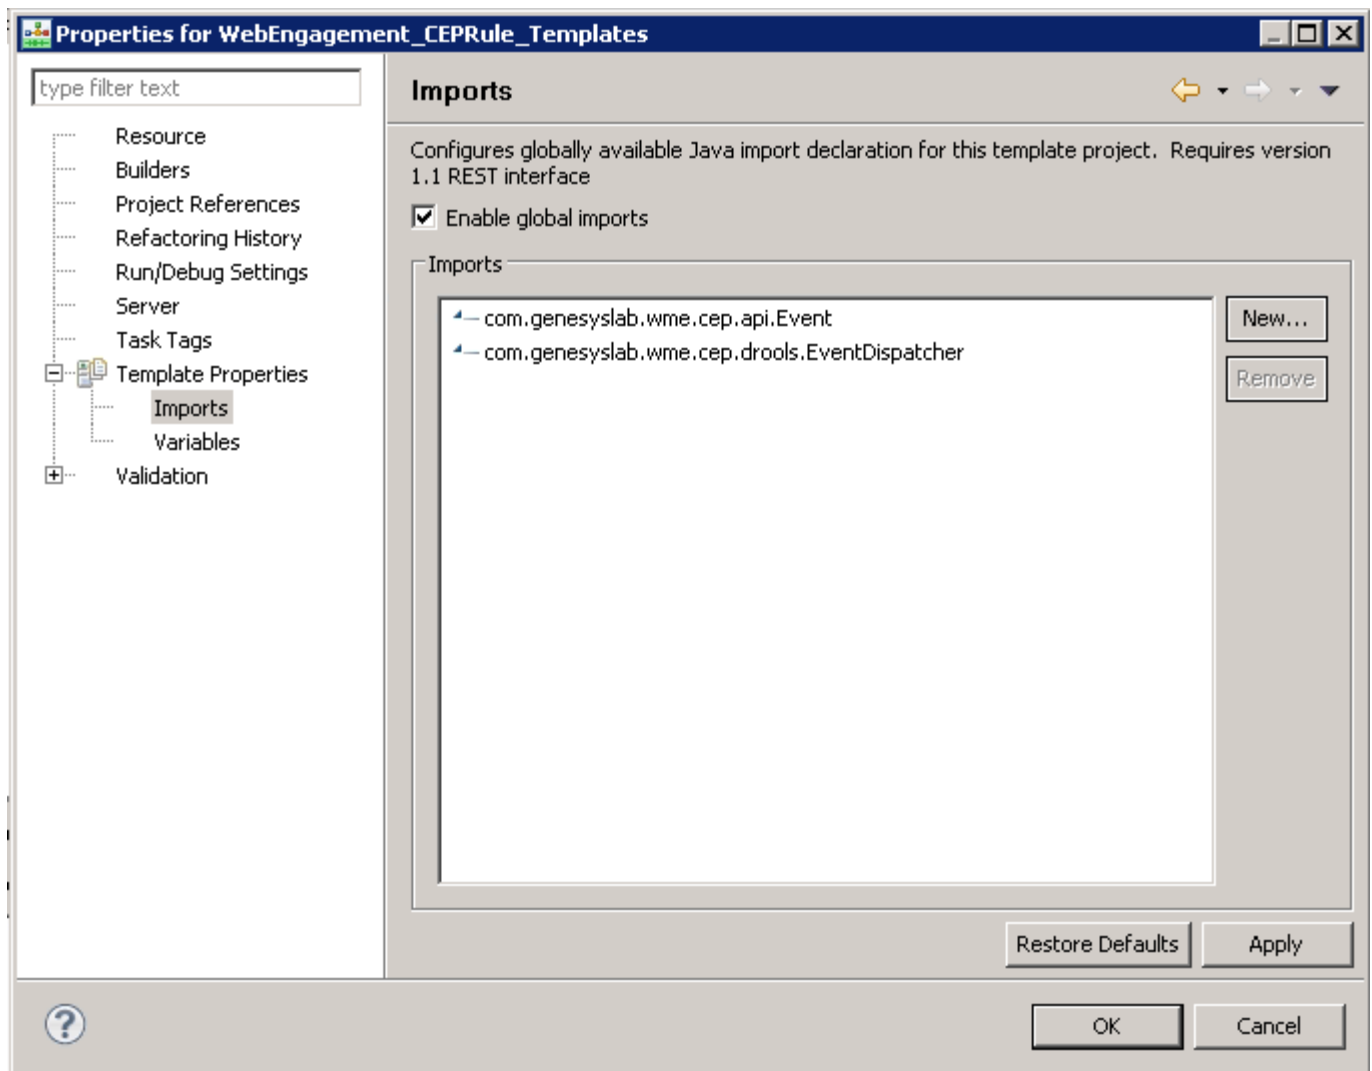 Properties for WebEngagement_CEPRule_Templates
type filter text
Resource
Builders
Project References
Refactoring History
Run/Debug Settings
Server
Task Tags
Template Properties
Imports
Variables
Validation
Imports
Configures globally available Java import declaration for this template project.  Requires version
1.1 REST interface
Enable global imports
Imports
com.genesyslab.wme.cep.api.Event
com.genesyslab.wme.cep.drools.EventDispatcher
New...
Remove
Restore Defaults
Apply
?
OK
Cancel